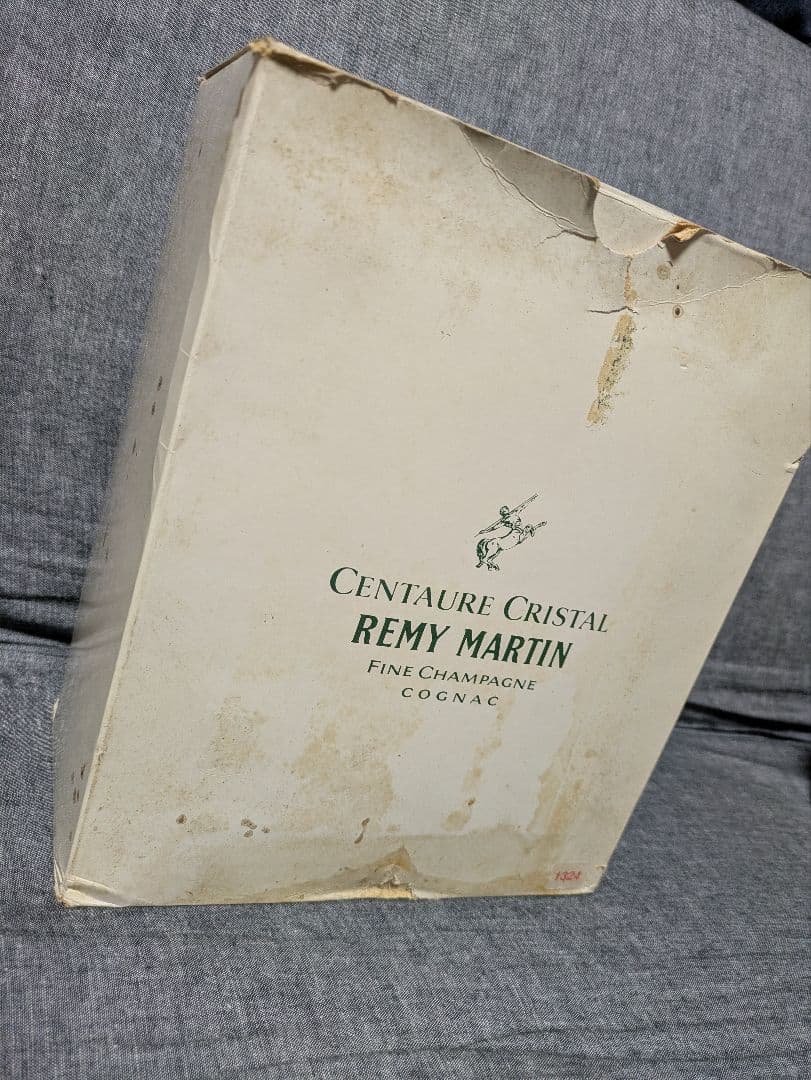 CENTAURE CRISTAL
REMY MARTIN
FINE CHAMPAGNE
COGNAC
1324